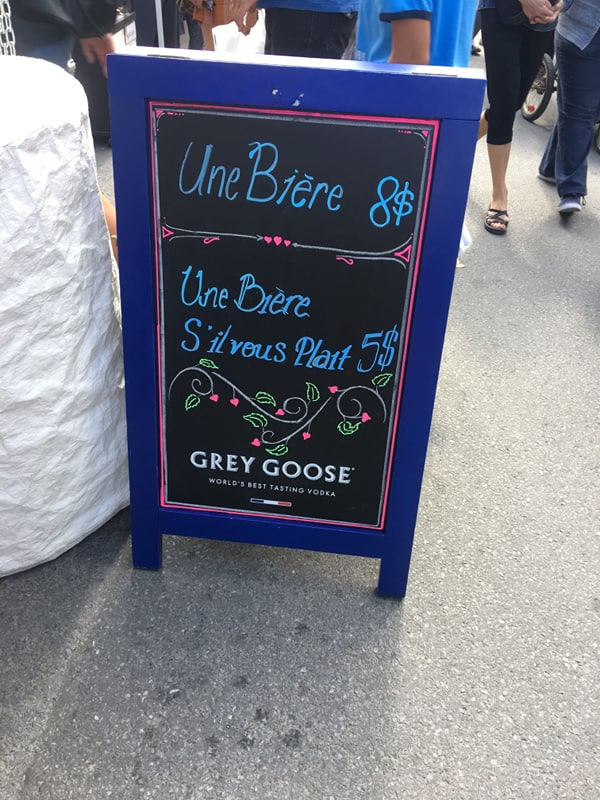 Une Bière 8$
Une Bière
S'il vous Plait 5$
GREY GOOSE
WORLD'S BEST TASTING VODKA